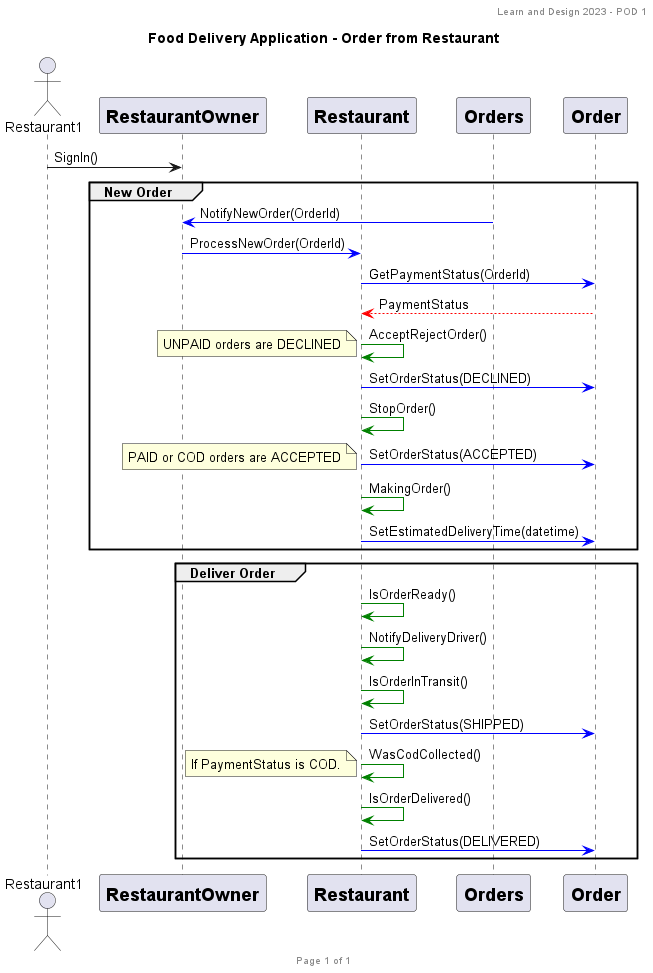 Learn and Design 2023 - POD 1
Food Delivery Application - Order from Restaurant
Restaurant1
RestaurantOwner
Restaurant
Orders
Order
SignIn()
New Order
NotifyNewOrder(OrderId)
ProcessNewOrder(OrderId)
GetPaymentStatus(OrderId)
PaymentStatus
AcceptRejectOrder()
UNPAID orders are DECLINED
SetOrderStatus(DECLINED)
StopOrder()
PAID or COD orders are ACCEPTED
SetOrderStatus(ACCEPTED)
MakingOrder()
SetEstimatedDeliveryTime(datetime)
Deliver Order
IsOrderReady()
NotifyDeliveryDriver()
IsOrderInTransit()
SetOrderStatus(SHIPPED)
WasCodCollected()
If PaymentStatus is COD.
IsOrderDelivered()
SetOrderStatus(DELIVERED)
Restaurant1
RestaurantOwner
Restaurant
Orders
Order
Page 1 of 1